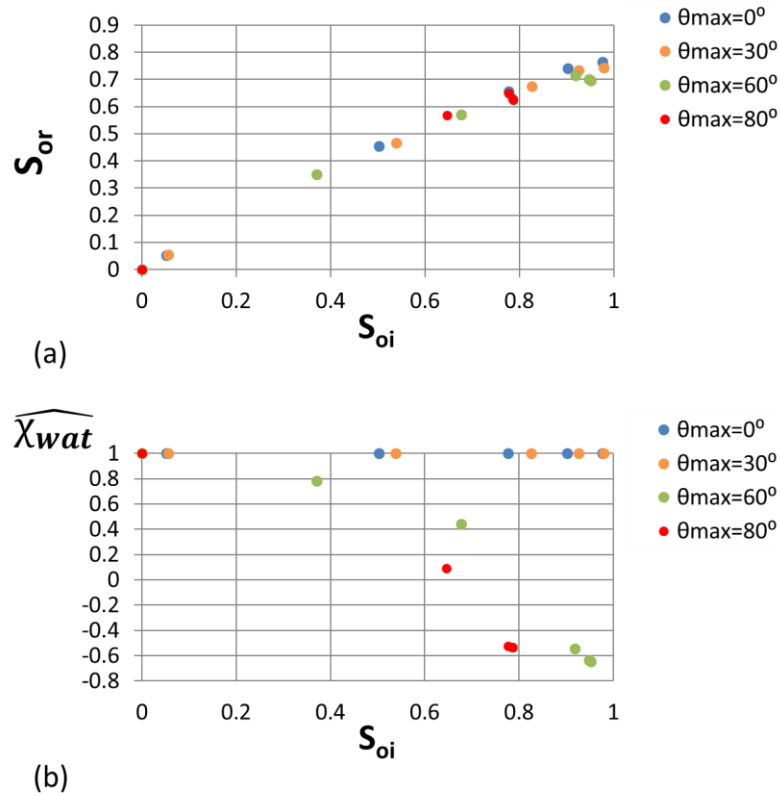 0.9
0.8
0.7
0.6
0.5
0.4
0.3
0.2
0.1
0
Sor
0 0.2 0.4 0.6 0.8 1
Soi
θmax=0º
θmax=30º
θmax=60º
θmax=80º
(a)
χwat
1
0.8
0.6
0.4
0.2
0
-0.2
-0.4
-0.6
-0.8
0 0.2 0.4 0.6 0.8 1
Soi
θmax=0º
θmax=30º
θmax=60º
θmax=80º
(b)